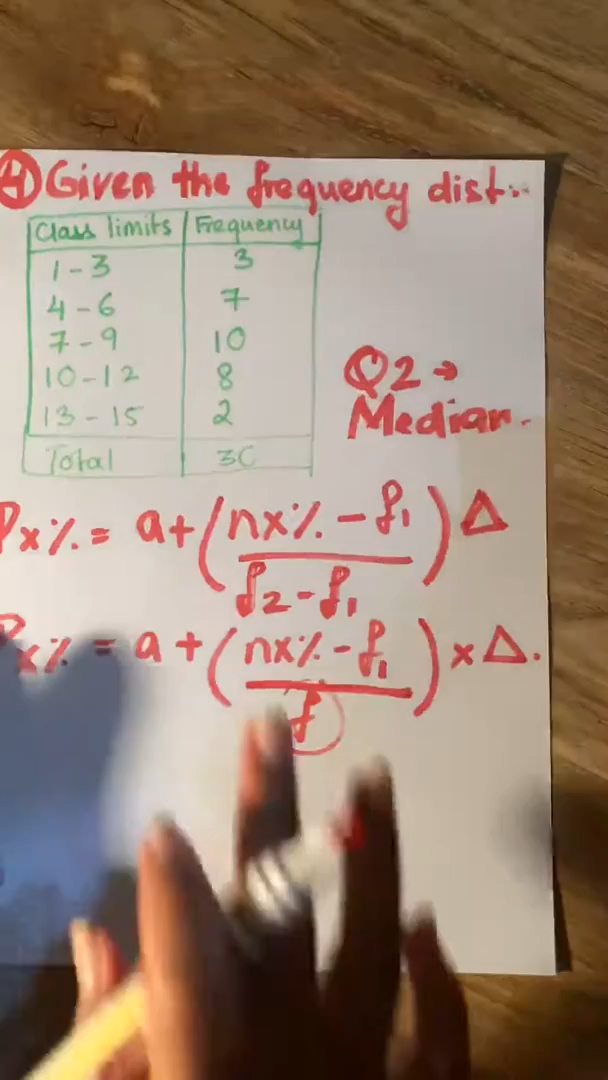 ④ Given the frequency dist..
Class limits Frequency
1-3 3
4-6 7
7-9 10
10-12 8
13-15 2
Total 30
Q2 →
Median.
Px% = a+(nx% - f₁ / f₂ - f₁) Δ
Px% = a+(nx% - f₁ / f) x Δ.